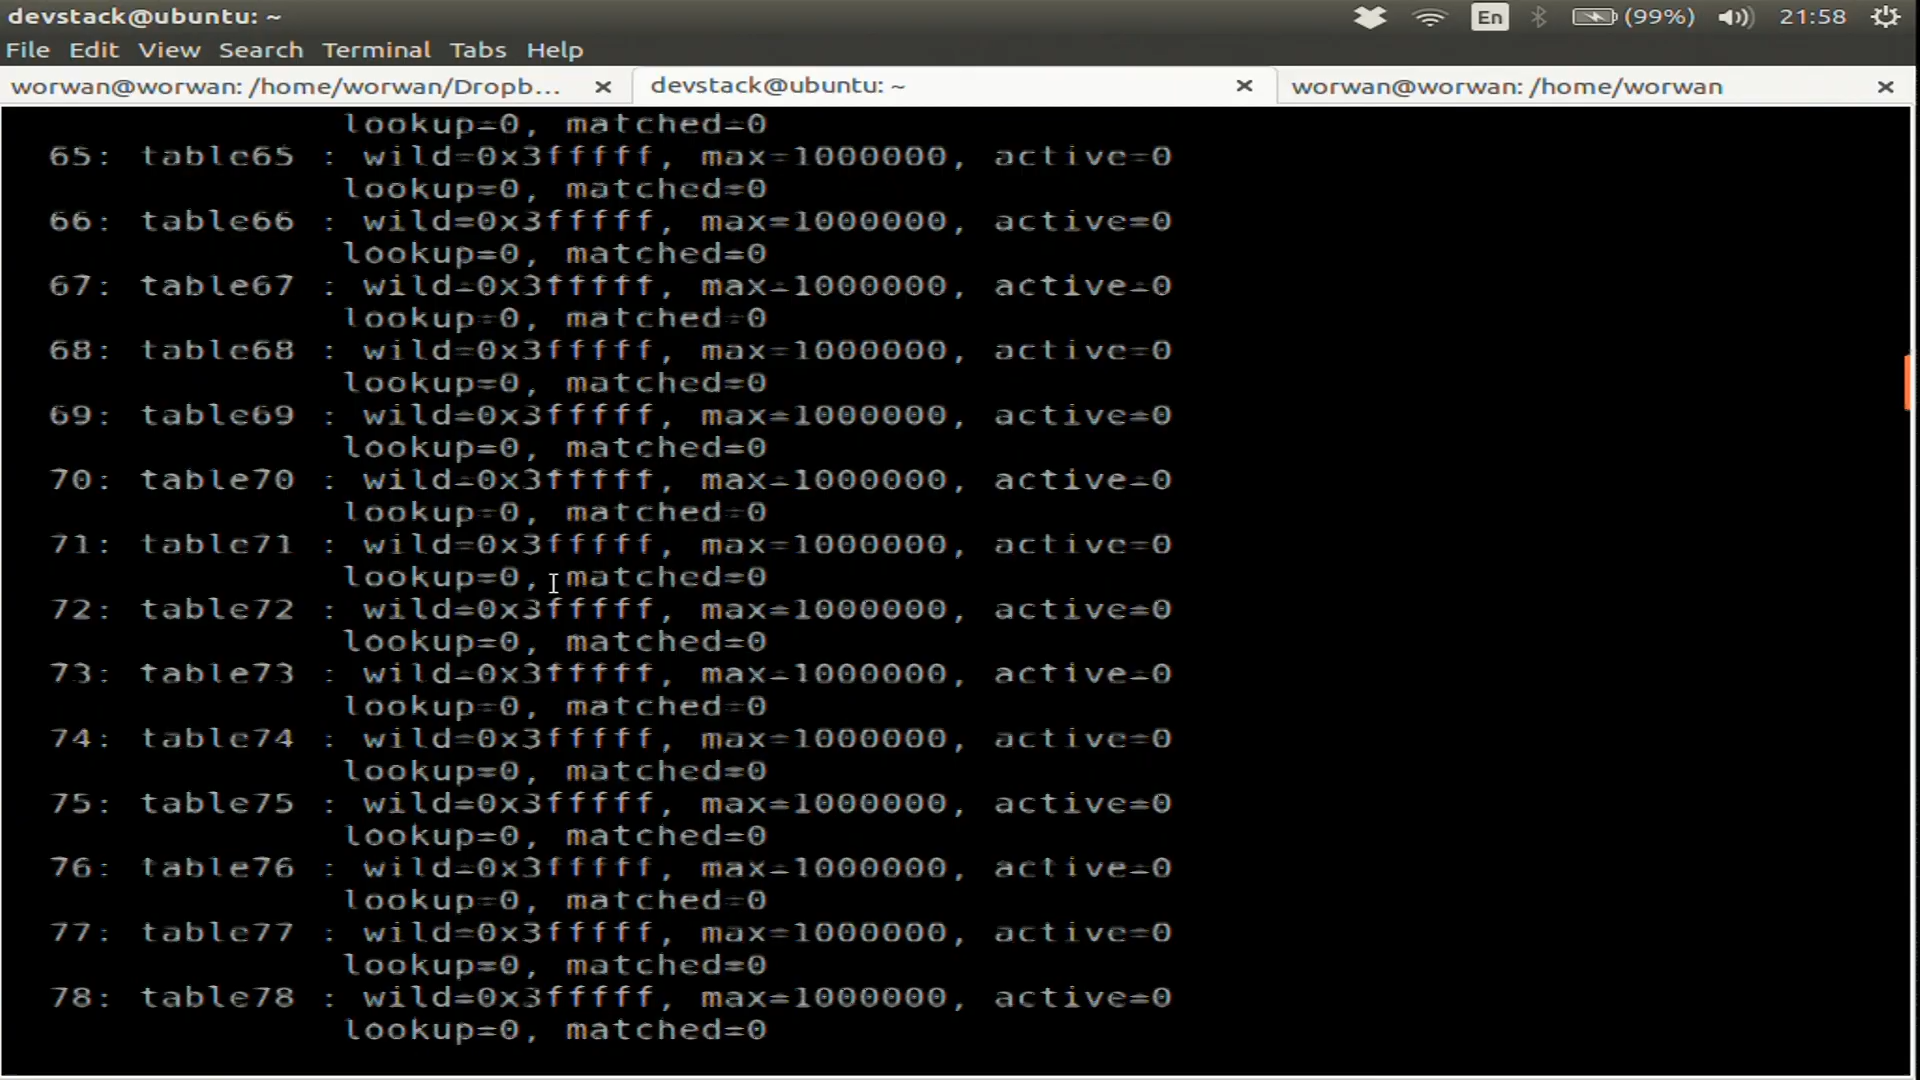 devstack@ubuntu: ~
En
(99%)
21:58
File Edit View Search Terminal Tabs Help
worwan@worwan: /home/worwan/Dropb... × devstack@ubuntu: ~ × worwan@worwan: /home/worwan ×
lookup=0, matched=0
65: table65 : wild=0x3fffff, max=1000000, active=0
lookup=0, matched=0
66: table66 : wild=0x3fffff, max=1000000, active=0
lookup=0, matched=0
67: table67 : wild=0x3fffff, max=1000000, active=0
lookup=0, matched=0
68: table68 : wild=0x3fffff, max=1000000, active=0
lookup=0, matched=0
69: table69 : wild=0x3fffff, max=1000000, active=0
lookup=0, matched=0
70: table70 : wild=0x3fffff, max=1000000, active=0
lookup=0, matched=0
71: table71 : wild=0x3fffff, max=1000000, active=0
lookup=0, matched=0
72: table72 : wild=0x3fffff, max=1000000, active=0
lookup=0, matched=0
73: table73 : wild=0x3fffff, max=1000000, active=0
lookup=0, matched=0
74: table74 : wild=0x3fffff, max=1000000, active=0
lookup=0, matched=0
75: table75 : wild=0x3fffff, max=1000000, active=0
lookup=0, matched=0
76: table76 : wild=0x3fffff, max=1000000, active=0
lookup=0, matched=0
77: table77 : wild=0x3fffff, max=1000000, active=0
lookup=0, matched=0
78: table78 : wild=0x3fffff, max=1000000, active=0
lookup=0, matched=0